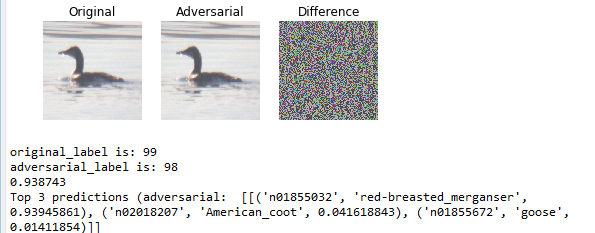 Original Adversarial Difference
original_label is: 99
adversarial_label is: 98
0.938743
Top 3 predictions (adversarial:  [[('n01855032', 'red-breasted_merganser',
0.93945861), ('n02018207', 'American_coot', 0.041618843), ('n01855672', 'goose',
0.01411854)]]